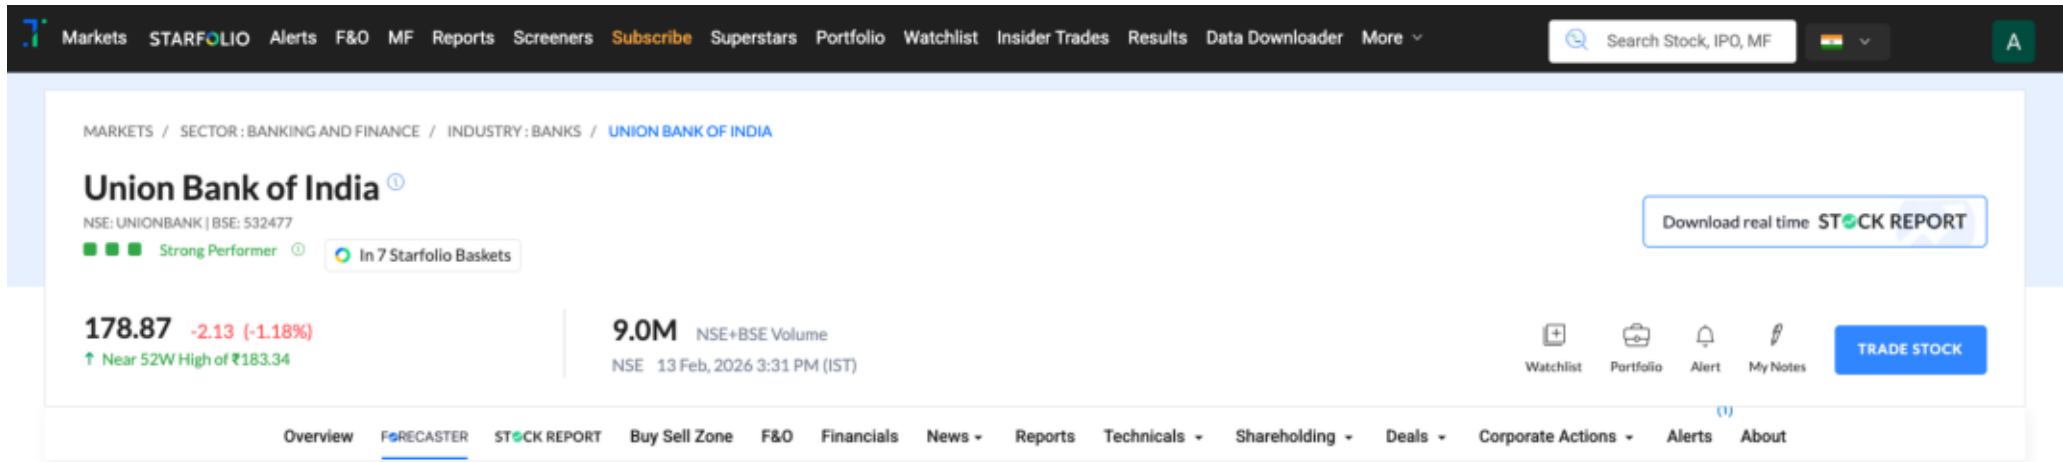 Markets STARFOLIO Alerts F&O MF Reports Screeners Subscribe Superstars Portfolio Watchlist Insider Trades Results Data Downloader More Search Stock, IPO, MF A
MARKETS / SECTOR : BANKING AND FINANCE / INDUSTRY : BANKS / UNION BANK OF INDIA
Union Bank of India
NSE: UNIONBANK | BSE: 532477
Strong Performer In 7 Starfolio Baskets
Download real time STOCK REPORT
178.87 -2.13 (-1.18%)
↑ Near 52W High of ₹183.34
9.0M NSE+BSE Volume
NSE 13 Feb, 2026 3:31 PM (IST)
Watchlist Portfolio Alert My Notes TRADE STOCK
(1)
Overview FORECASTER STOCK REPORT Buy Sell Zone F&O Financials News Reports Technicals Shareholding Deals Corporate Actions Alerts About